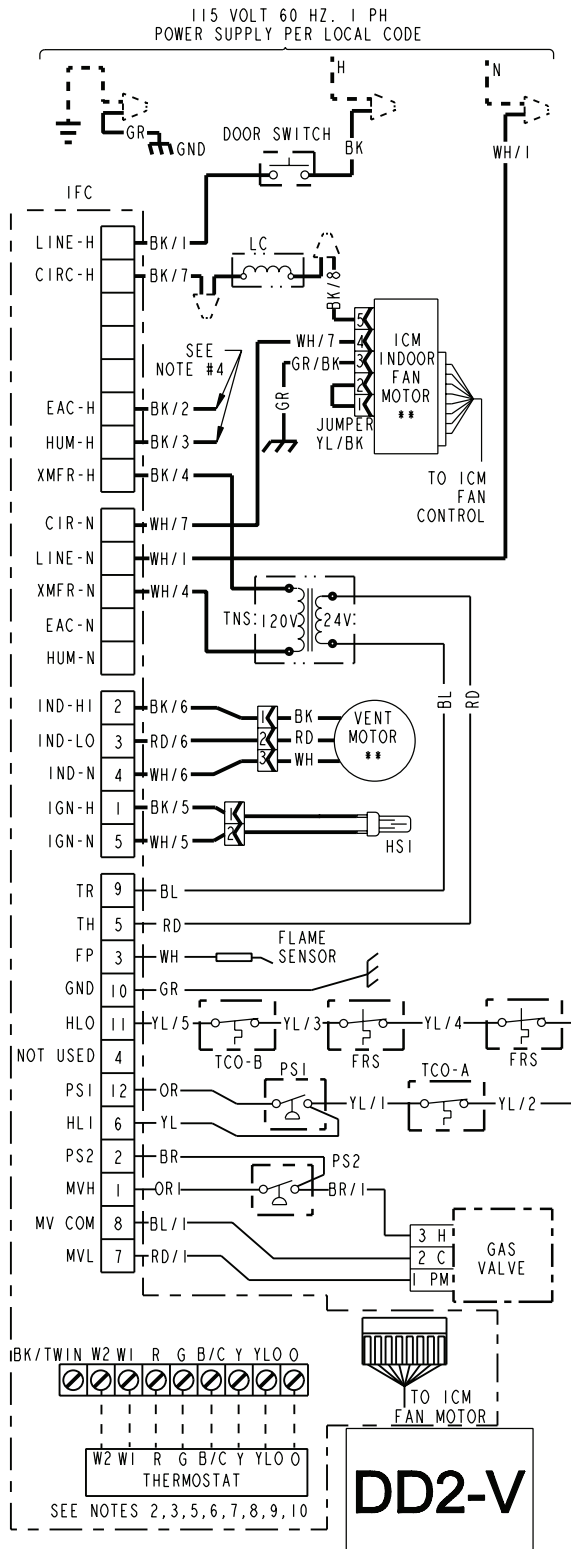 115 VOLT 60 HZ. 1 PH
POWER SUPPLY PER LOCAL CODE
H
N
GR
GND
DOOR SWITCH
BK
WH/1
IFC
LINE-H BK/1
LC
CIRC-H BK/7
BK/8
SEE
NOTE #4
WH/7
GR/BK
GR
5
4
3
2
1
ICM
INDOOR
FAN
MOTOR
**
JUMPER
YL/BK
TO ICM
FAN
CONTROL
EAC-H BK/2
HUM-H BK/3
XMFR-H BK/4
CIR-N WH/7
LINE-N WH/1
XMFR-N WH/4
EAC-N
HUM-N
TNS: 120V 24V:
BL
RD
IND-HI 2 BK/6 1 BK
IND-LO 3 RD/6 2 RD
IND-N 4 WH/6 3 WH
VENT
MOTOR
**
IGN-H 1 BK/5 1
IGN-N 5 WH/5 2
HSI
TR 9 BL
TH 5 RD
FP 3 WH
FLAME
SENSOR
GND 10 GR
HLO 11 YL/5 YL/3 YL/4
TCO-B FRS FRS
NOT USED 4
PS1 TCO-A
PS1 12 OR
YL/1 YL/2
HLI 6 YL
PS2 2 BR PS2
MVH 1 OR1 BR/1
MV COM 8 BL/1
MVL 7 RD/1
3 H
2 C
1 PM
GAS
VALVE
BK/TWIN W2 W1 R G B/C Y YLO O
TO ICM
FAN MOTOR
W2 W1 R G B/C Y YLO O
THERMOSTAT
SEE NOTES 2,3,5,6,7,8,9,10
DD2-V